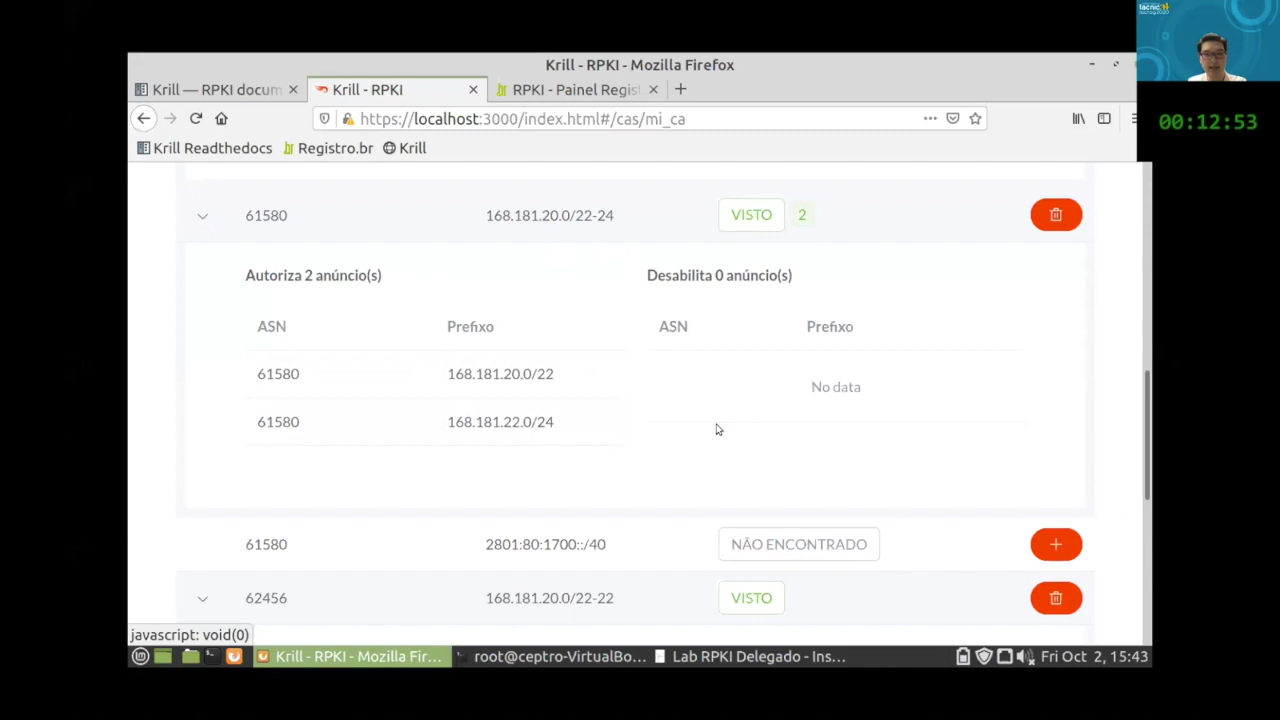 lacnic
lacnog2020
Krill - RPKI - Mozilla Firefox
Krill — RPKI docum
Krill - RPKI
RPKI - Painel Regist
00:12:53
https://localhost:3000/index.html#/cas/mi_ca
Krill Readthedocs
Registro.br
Krill
61580 168.181.20.0/22-24 VISTO 2
Autoriza 2 anúncio(s) Desabilita 0 anúncio(s)
ASN Prefixo ASN Prefixo
61580 168.181.20.0/22 No data
61580 168.181.22.0/24
61580 2801:80:1700::/40 NÃO ENCONTRADO
62456 168.181.20.0/22-22 VISTO
javascript: void(0)
Krill - RPKI - Mozilla Fir... root@ceptro-VirtualBo... Lab RPKI Delegado - Ins... Fri Oct 2, 15:43